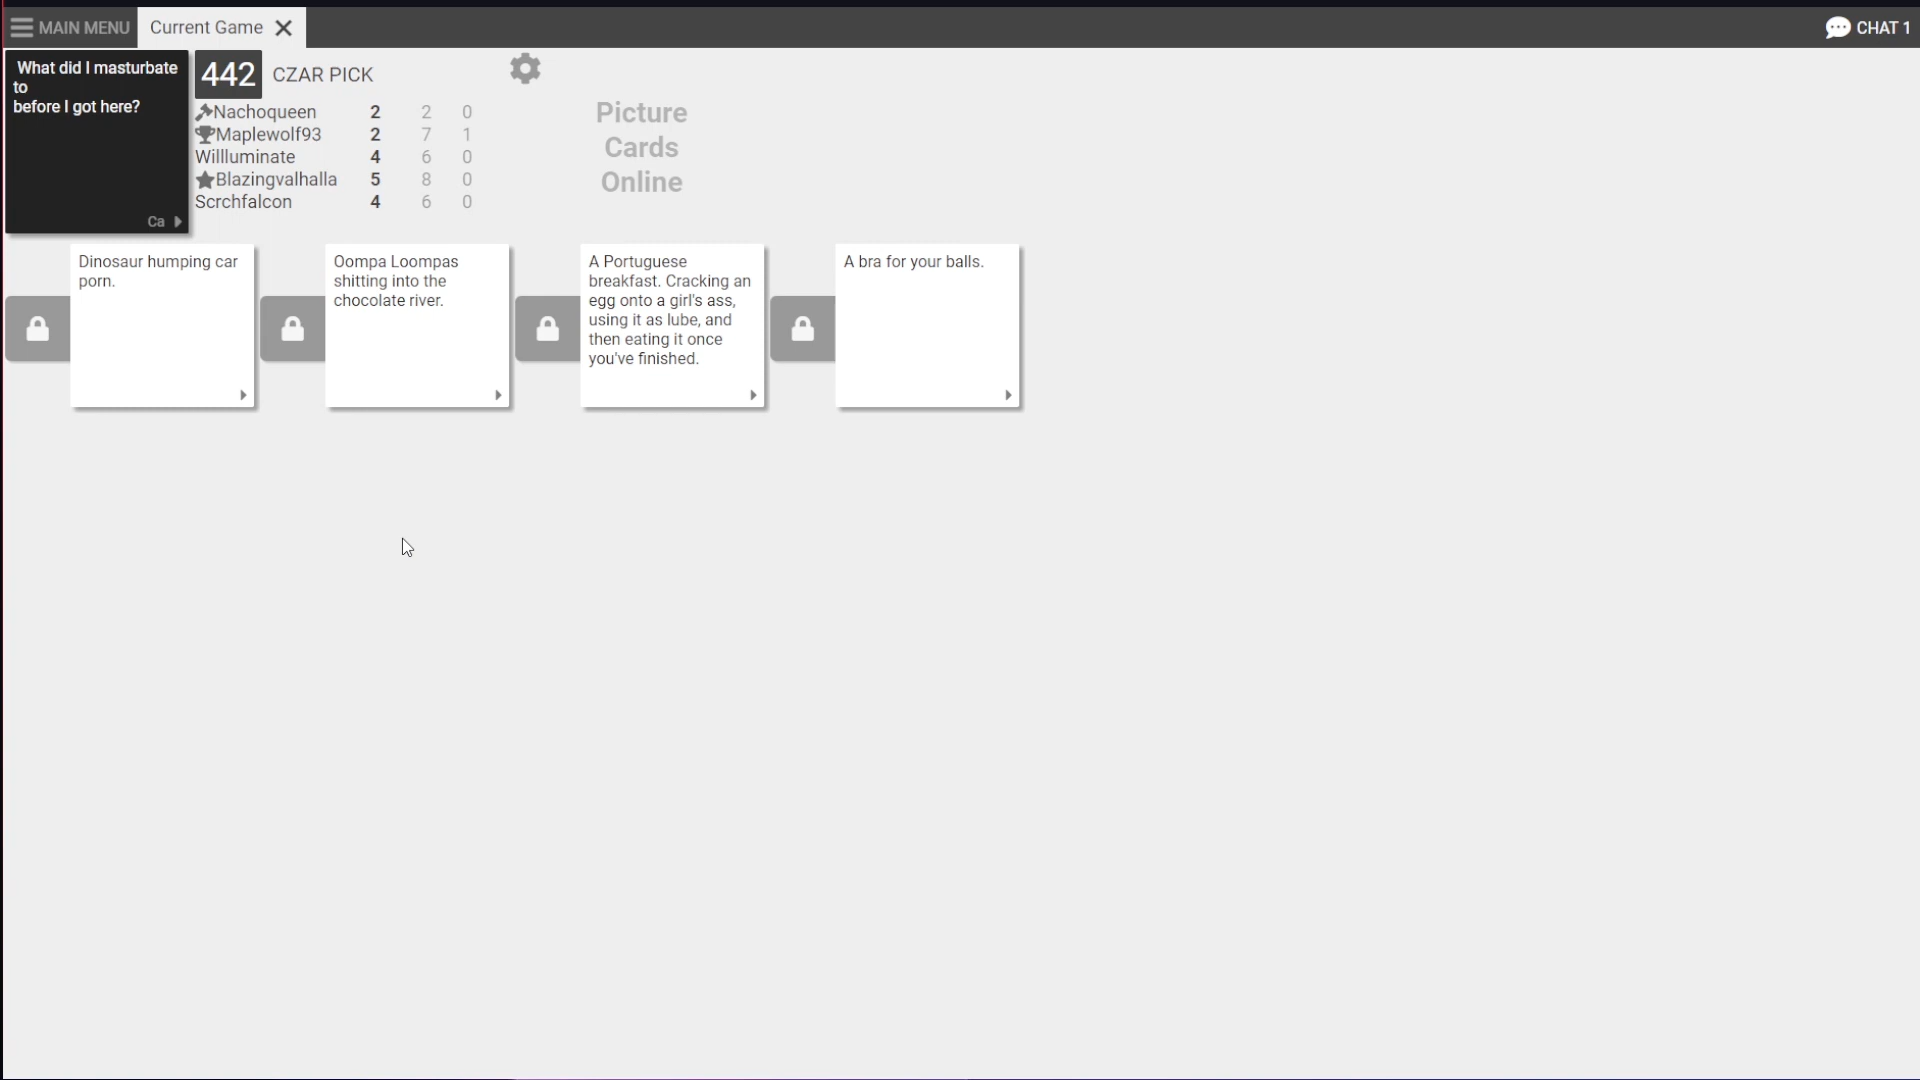 MAIN MENU
Current Game
CHAT 1
What did I masturbate
to
before I got here?
Ca
442 CZAR PICK
Nachoqueen 2 2 0
Maplewolf93 2 7 1
Willluminate 4 6 0
Blazingvalhalla 5 8 0
Scrchfalcon 4 6 0
Picture
Cards
Online
Dinosaur humping car
porn.
Oompa Loompas
shitting into the
chocolate river.
A Portuguese
breakfast. Cracking an
egg onto a girl's ass,
using it as lube, and
then eating it once
you've finished.
A bra for your balls.